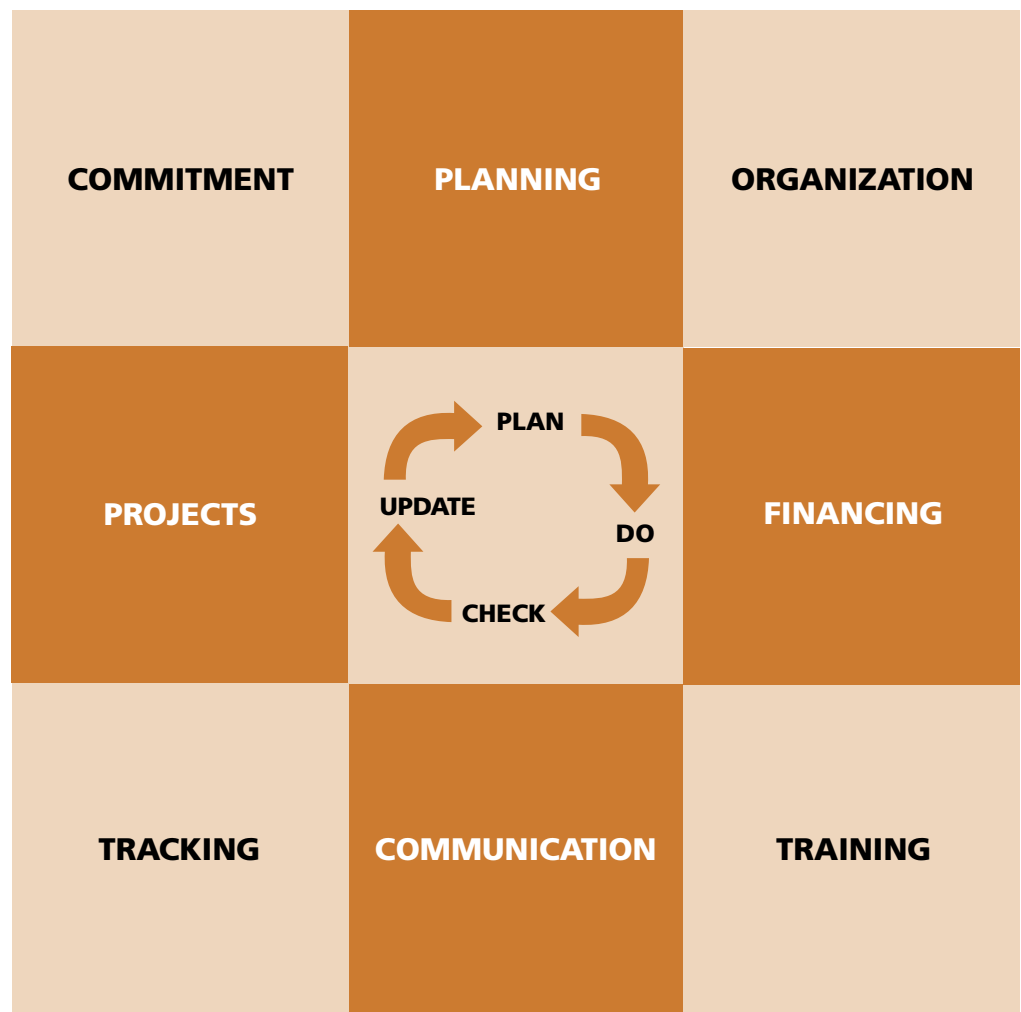 COMMITMENT
PLANNING
ORGANIZATION
PROJECTS
PLAN
UPDATE
DO
CHECK
FINANCING
TRACKING
COMMUNICATION
TRAINING